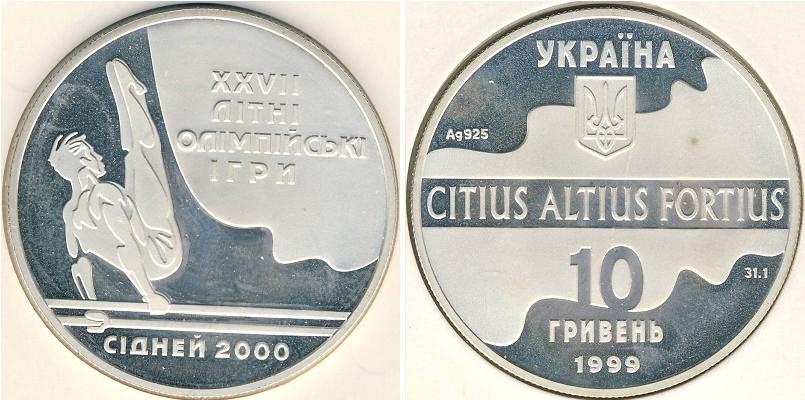 XXVII
ЛІТНІ
ОЛІМПІЙСЬКІ
ІГРИ
СІДНЕЙ 2000
УКРАЇНА
Ag925
CITIUS ALTIUS FORTIUS
10
31.1
ГРИВЕНЬ
1999